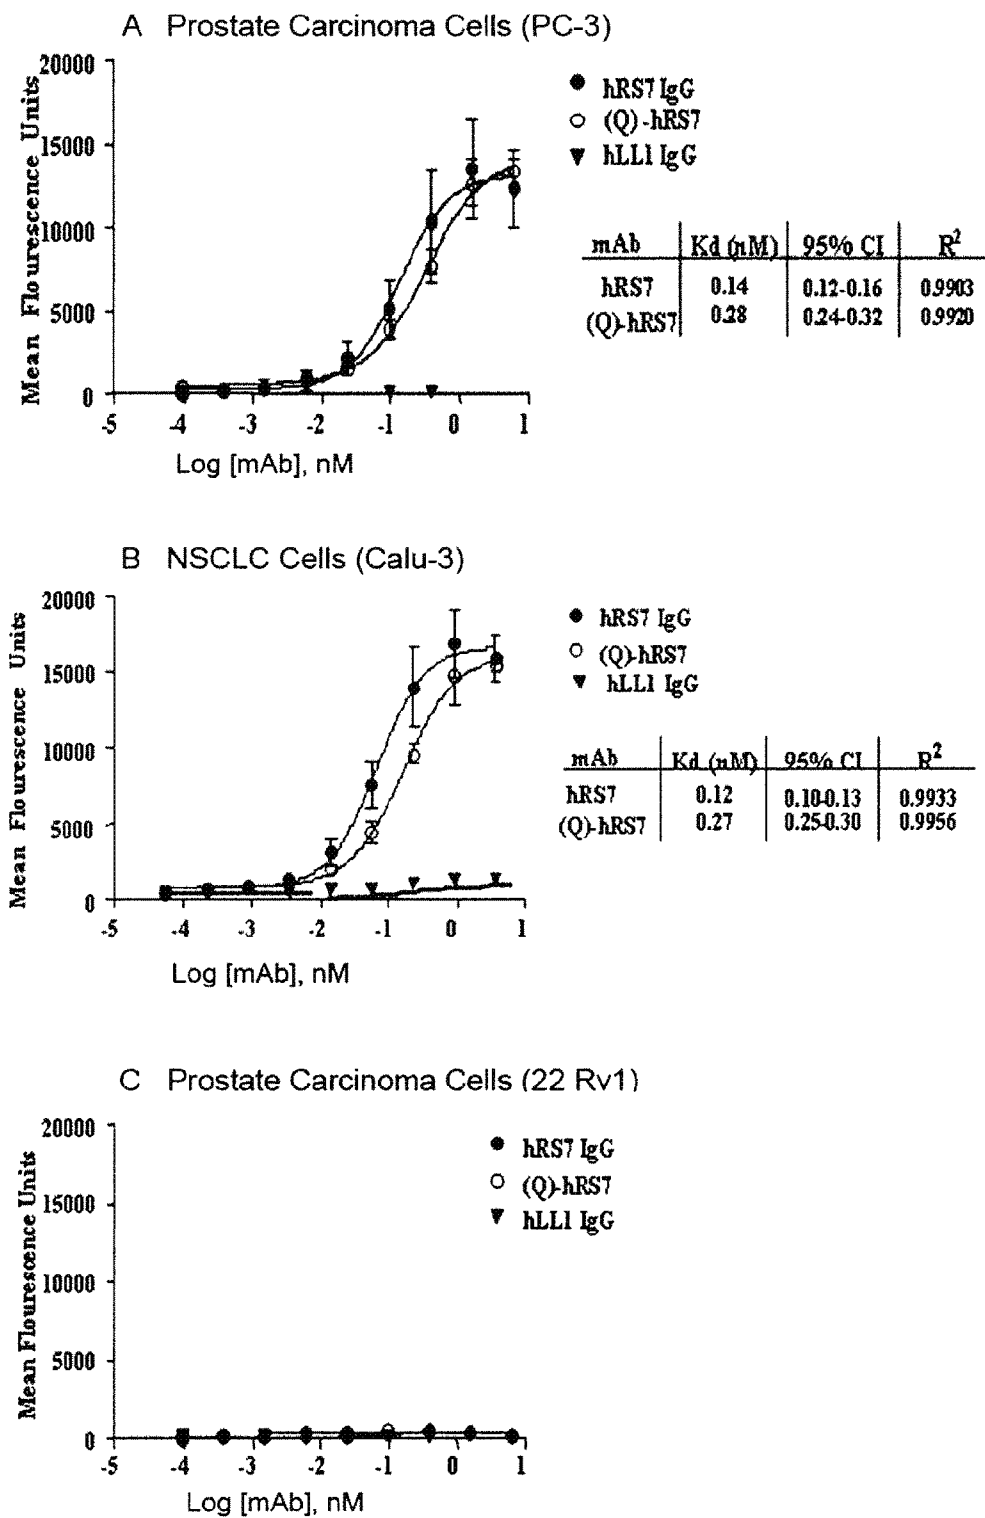 A Prostate Carcinoma Cells (PC-3)
Mean Flourescence Units
20000
15000
10000
5000
0
-5 -4 -3 -2 -1 0 1
Log [mAb], nM
hRS7 IgG
(Q)-hRS7
hLL1 IgG
mAb Kd (nM) 95% CI R2
hRS7 0.14 0.12-0.16 0.9903
(Q)-hRS7 0.28 0.24-0.32 0.9920
B NSCLC Cells (Calu-3)
Mean Flourescence Units
20000
15000
10000
5000
0
-5 -4 -3 -2 -1 0 1
Log [mAb], nM
hRS7 IgG
(Q)-hRS7
hLL1 IgG
mAb Kd (nM) 95% CI R2
hRS7 0.12 0.10-0.13 0.9933
(Q)-hRS7 0.27 0.25-0.30 0.9956
C Prostate Carcinoma Cells (22 Rv1)
Mean Flourescence Units
20000
15000
10000
5000
0
-5 -4 -3 -2 -1 0 1
Log [mAb], nM
hRS7 IgG
(Q)-hRS7
hLL1 IgG